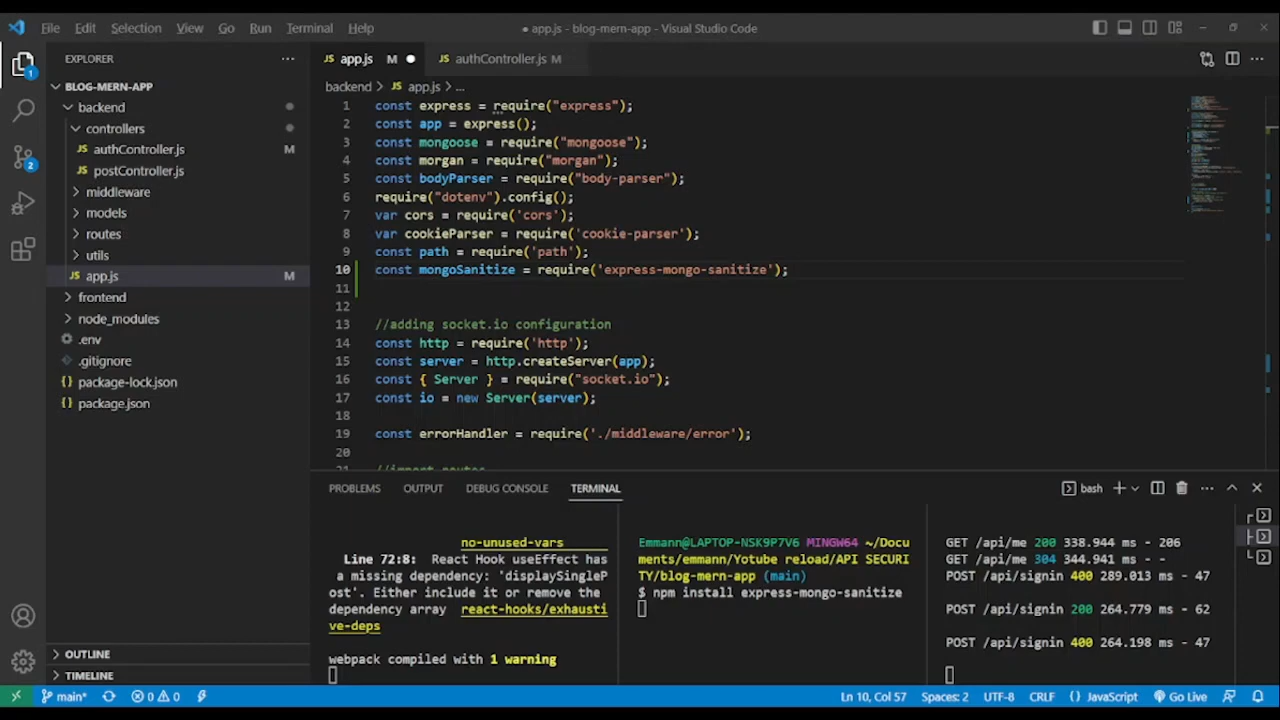 File Edit Selection View Go Run Terminal Help
● app.js - blog-mern-app - Visual Studio Code
EXPLORER
BLOG-MERN-APP
backend
controllers
authController.js M
postController.js
middleware
models
routes
utils
app.js M
frontend
node_modules
.env
.gitignore
package-lock.json
package.json
OUTLINE
TIMELINE
1
2
JS app.js M ●
JS authController.js M
backend > JS app.js > ...
1 const express = require("express");
2 const app = express();
3 const mongoose = require("mongoose");
4 const morgan = require("morgan");
5 const bodyParser = require("body-parser");
6 require("dotenv").config();
7 var cors = require('cors');
8 var cookieParser = require('cookie-parser');
9 const path = require('path');
10 const mongoSanitize = require('express-mongo-sanitize');
11
12
13 //adding socket.io configuration
14 const http = require('http');
15 const server = http.createServer(app);
16 const { Server } = require("socket.io");
17 const io = new Server(server);
18
19 const errorHandler = require('./middleware/error');
20
21 //import routes
PROBLEMS OUTPUT DEBUG CONSOLE TERMINAL
bash
no-unused-vars
Line 72:8: React Hook useEffect has
a missing dependency: 'displaySingleP
ost'. Either include it or remove the
dependency array react-hooks/exhausti
ve-deps
webpack compiled with 1 warning
Emmann@LAPTOP-NSK9P7V6 MINGW64 ~/Docu
ments/emmann/Yotube reload/API SECURI
TY/blog-mern-app (main)
$ npm install express-mongo-sanitize
GET /api/me 200 338.944 ms - 206
GET /api/me 304 344.941 ms - -
POST /api/signin 400 289.013 ms - 47
POST /api/signin 200 264.779 ms - 62
POST /api/signin 400 264.198 ms - 47
main* 0 0
Ln 10, Col 57 Spaces: 2 UTF-8 CRLF {} JavaScript Go Live